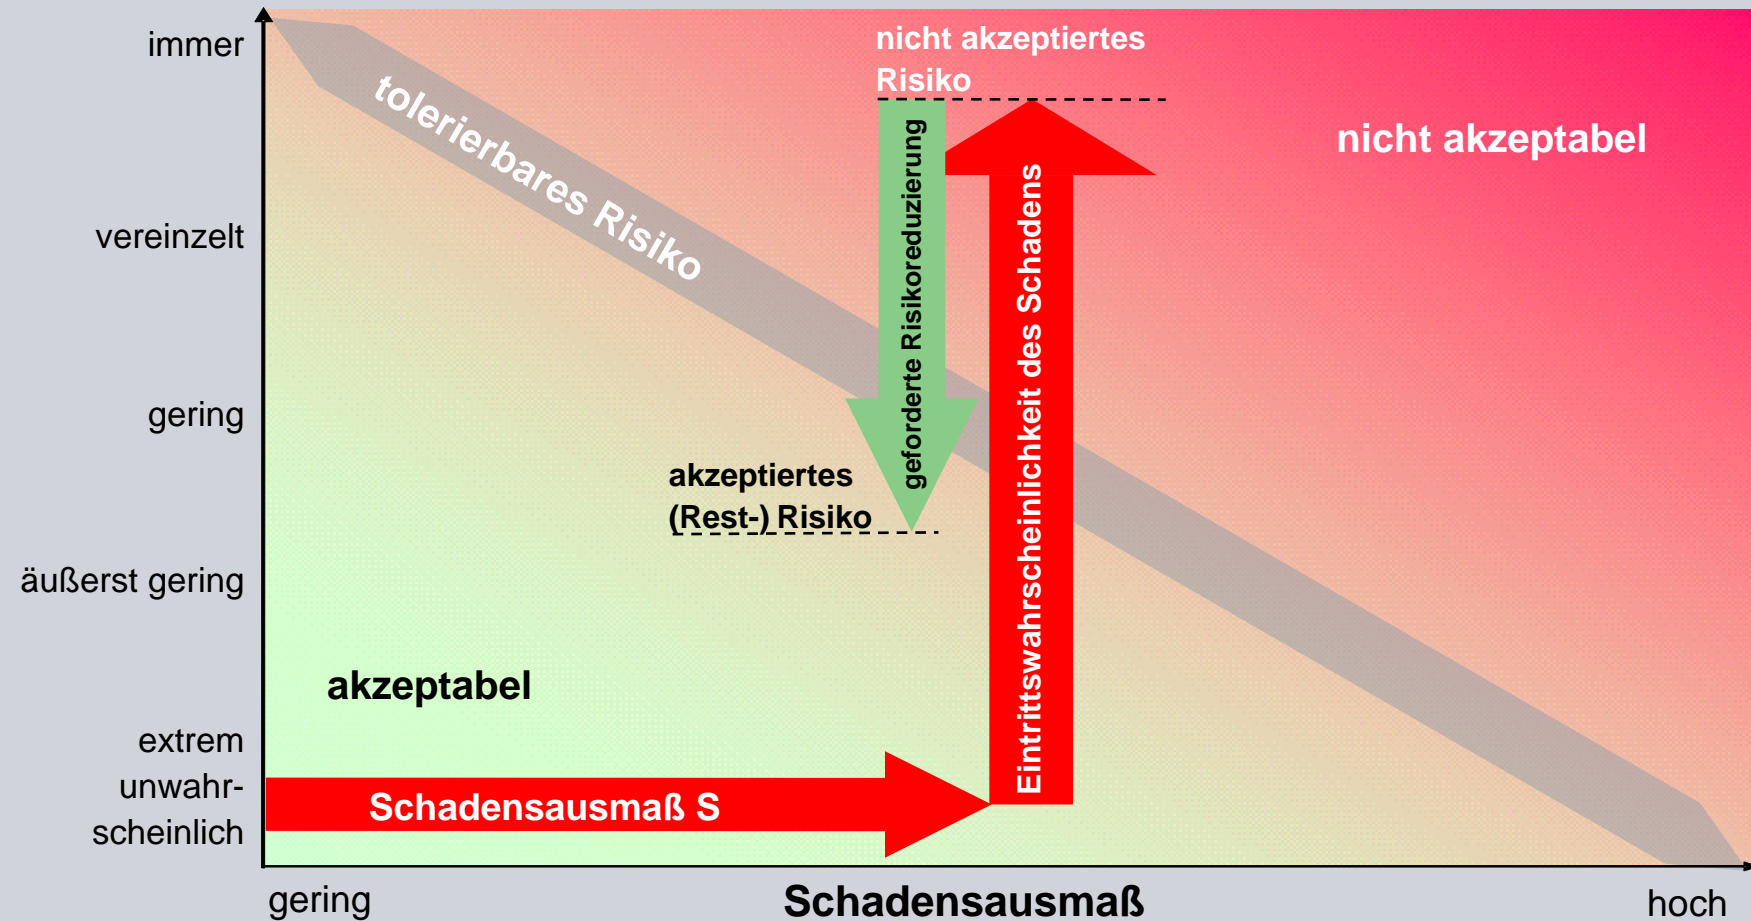 immer
nicht akzeptiertes
Risiko
tolerierbares Risiko
nicht akzeptabel
geforderte Risikoreduzierung
Eintrittswahrscheinlichkeit des Schadens
vereinzelt
gering
akzeptiertes
(Rest-) Risiko
äußerst gering
akzeptabel
extrem
unwahr-
scheinlich
Schadensausmaß S
gering
Schadensausmaß
hoch